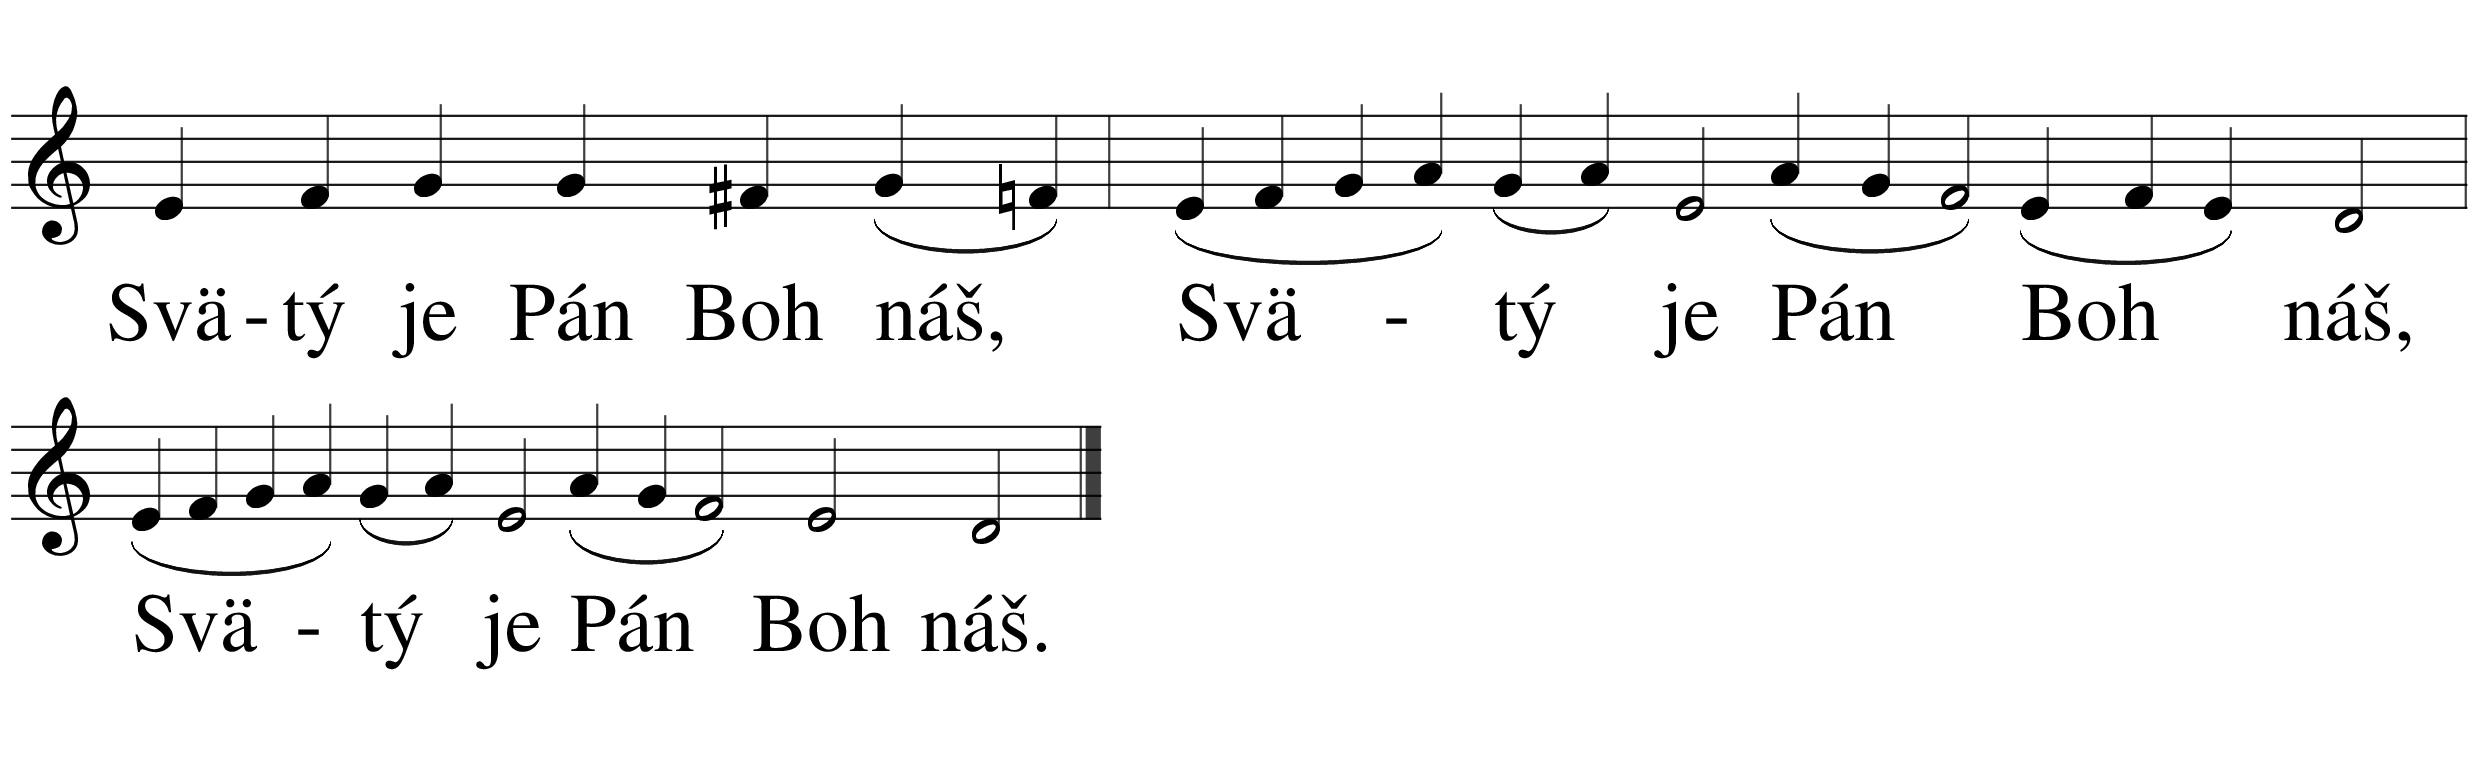 Svä-tý je Pán Boh náš, Svä - tý je Pán Boh náš,
Svä - tý je Pán Boh náš.